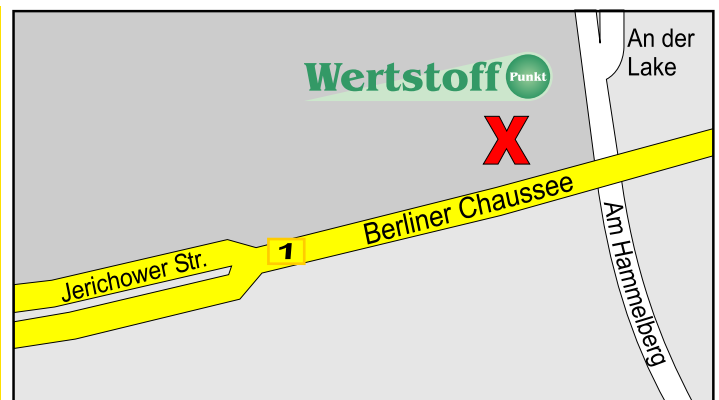 An der
Lake
Wertstoff Punkt
X
Berliner Chaussee
1
Jerichower Str.
Am Hammelberg